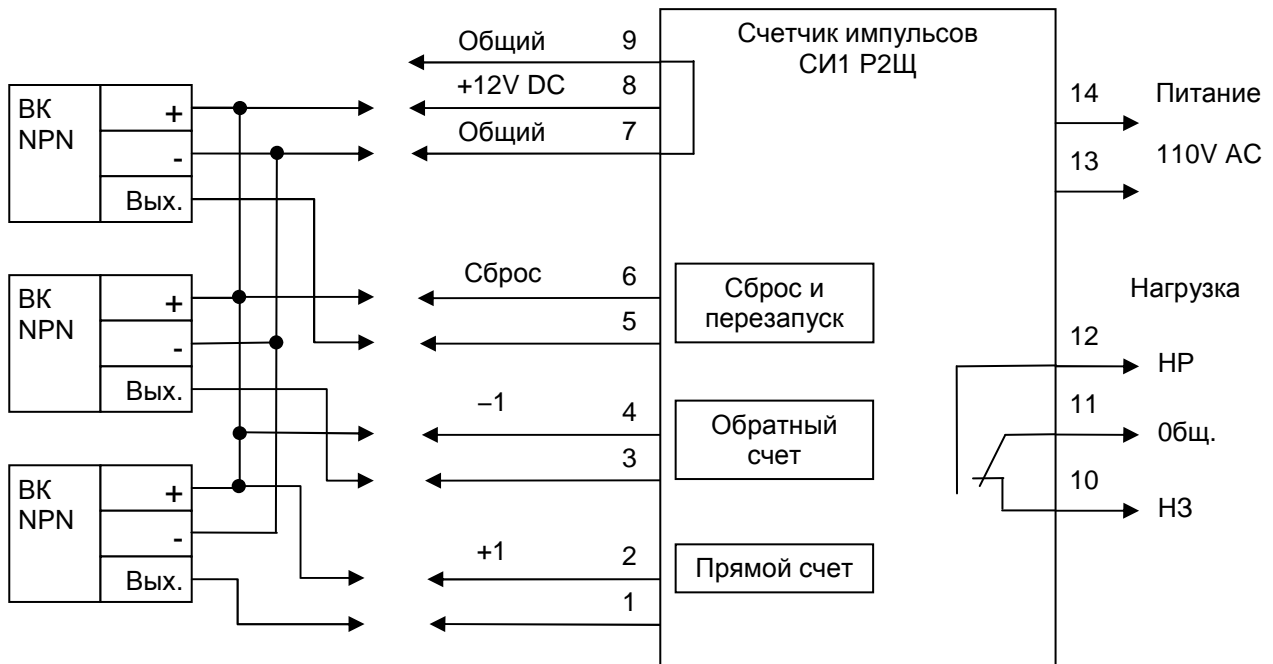 Общий 9
+12V DC 8
Общий 7
Счетчик импульсов
СИ1 Р2Щ
14 Питание
110V AC
13
ВК
NPN
+
-
Вых.
ВК
NPN
+
-
Вых.
ВК
NPN
+
-
Вых.
Сброс 6
5
Сброс и
перезапуск
–1 4
3
Обратный
счет
+1 2
1
Прямой счет
Нагрузка
12
НР
11
0бщ.
10
НЗ